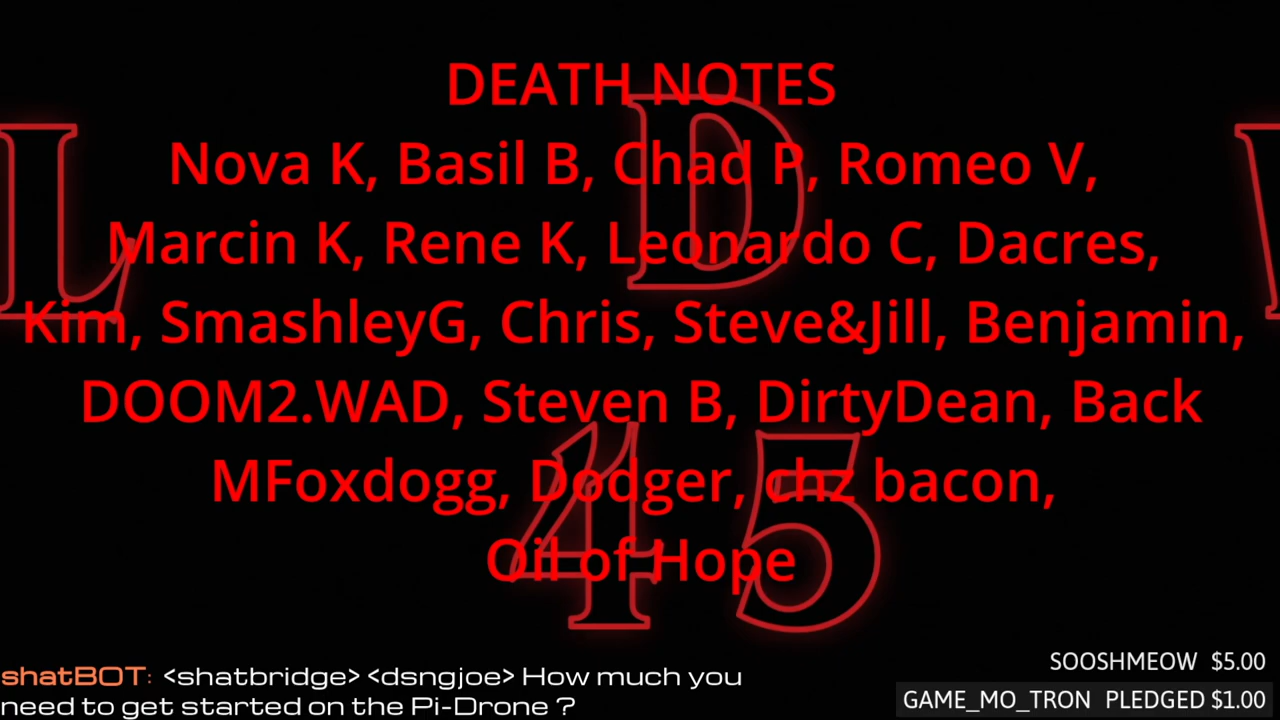 DEATH NOTES
Nova K, Basil B, Chad P, Romeo V,
Marcin K, Rene K, Leonardo C, Dacres,
Kim, SmashleyG, Chris, Steve&Jill, Benjamin,
DOOM2.WAD, Steven B, DirtyDean, Back
MFoxdogg, Dodger, chz bacon,
Oil of Hope
L D
45
shatBOT: <shatbridge> <dsngjoe> How much you
need to get started on the Pi-Drone ?
SOOSHMEOW $5.00
GAME_MO_TRON PLEDGED $1.00